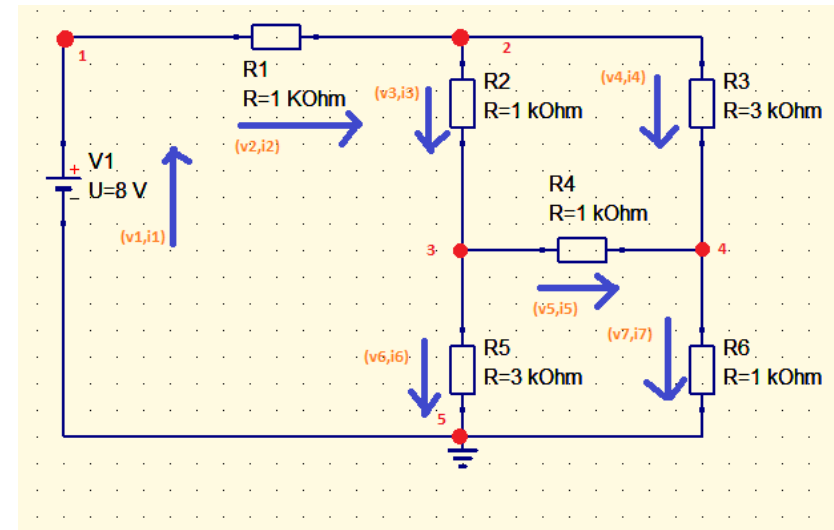 1
2
R1
R=1 KOhm
(v2,i2)
(v3,i3)
R2
R=1 kOhm
(v4,i4)
R3
R=3 kOhm
+
V1
U=8 V
_
(v1,i1)
R4
R=1 kOhm
3
4
(v5,i5)
(v6,i6)
R5
R=3 kOhm
(v7,i7)
R6
R=1 kOhm
5